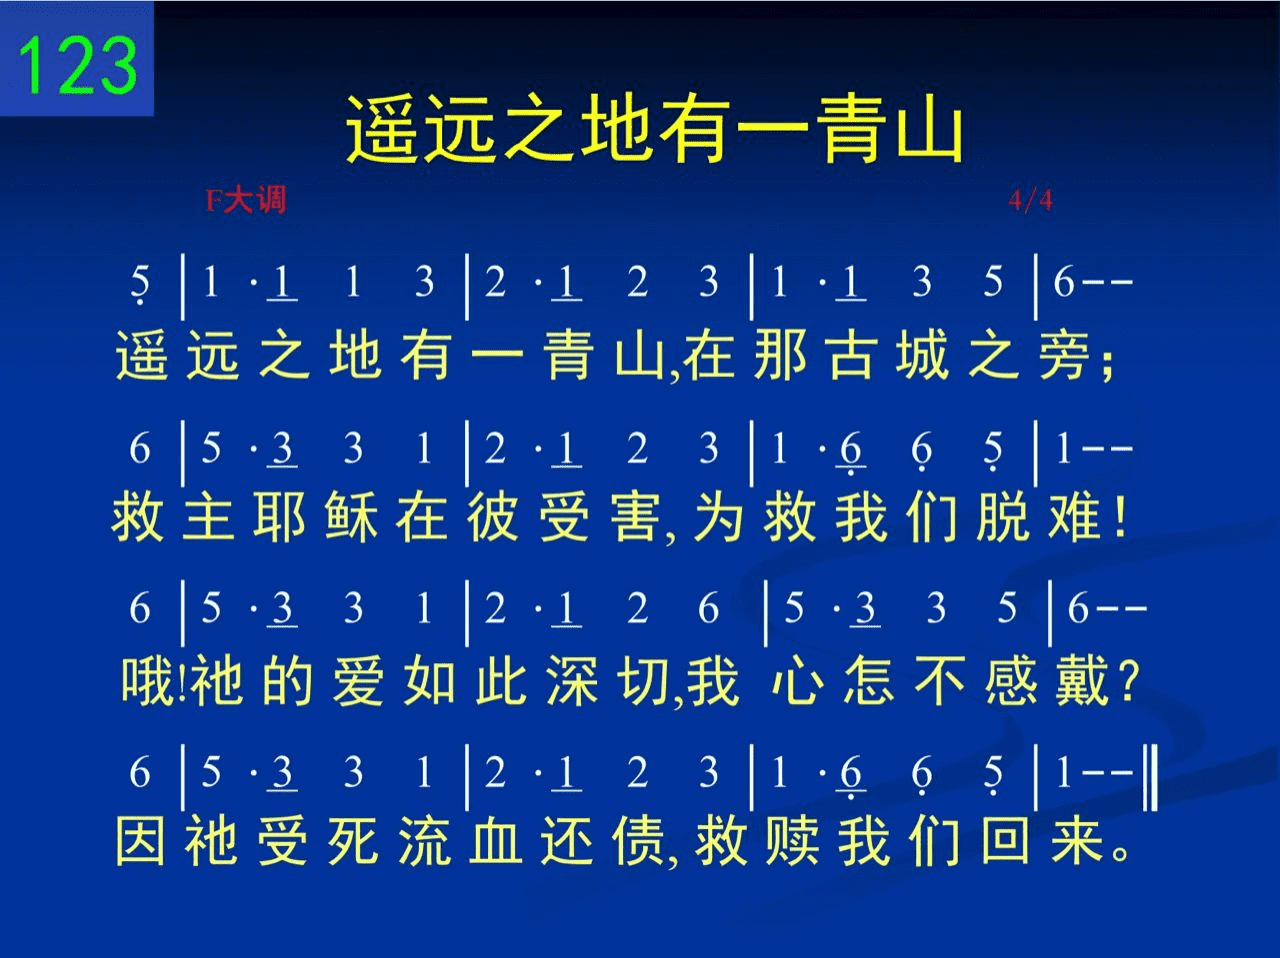 123
遥远之地有一青山
F大调 4/4
5̣ | 1 · 1̲ 1 3 | 2 · 1̲ 2 3 | 1 · 1̲ 3 5 | 6--
遥远之地有一青山,在那古城之旁；
6 | 5 · 3̲ 3 1 | 2 · 1̲ 2 3 | 1 · 6̲̣ 6̣ 5̣ | 1--
救主耶稣在彼受害,为救我们脱难！
6 | 5 · 3̲ 3 1 | 2 · 1̲ 2 6 | 5 · 3̲ 3 5 | 6--
哦!祂的爱如此深切,我心怎不感戴？
6 | 5 · 3̲ 3 1 | 2 · 1̲ 2 3 | 1 · 6̲̣ 6̣ 5̣ | 1--‖
因祂受死流血还债,救赎我们回来。